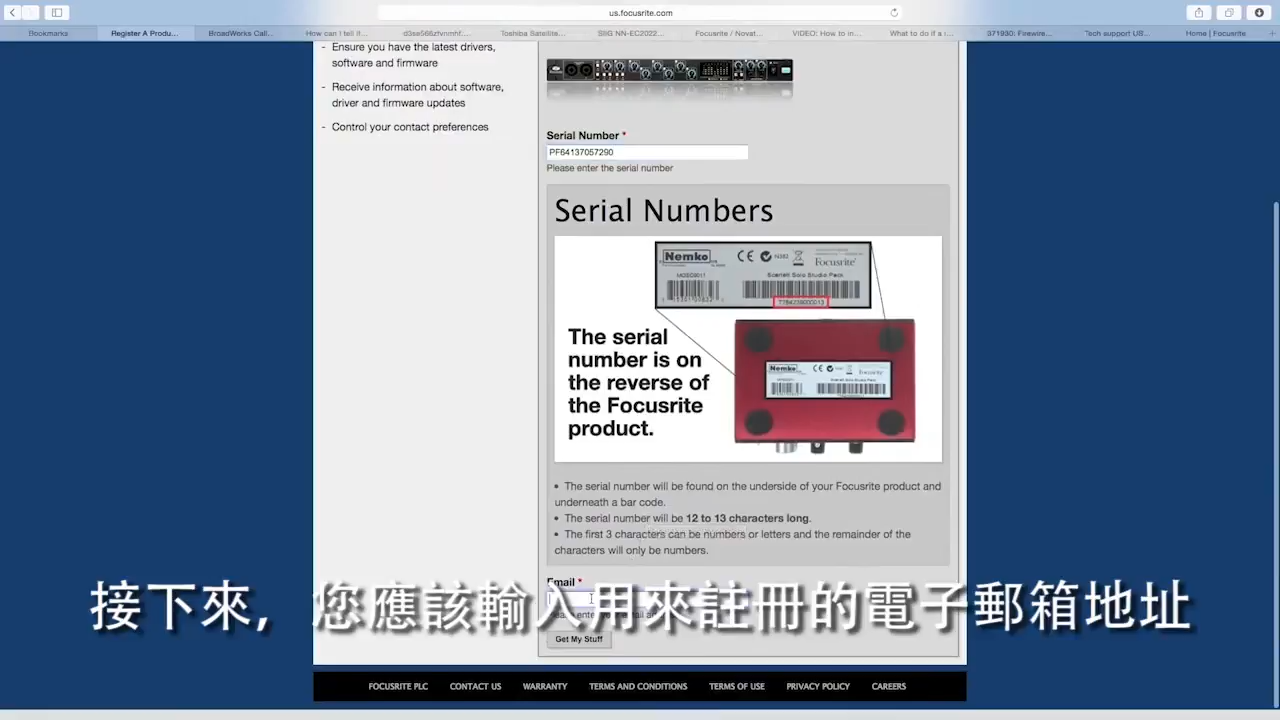 us.focusrite.com
Bookmarks
Register A Produ...
BroadWorks Call...
How can I tell if...
d3se566zfvnmhf...
Toshiba Satellite...
SIIG NN-EC2022...
Focusrite / Novat...
VIDEO: How to in...
What to do if a ...
971930: Firewire...
Tech support US...
Home | Focusrite
Ensure you have the latest drivers,
software and firmware
- Receive information about software,
driver and firmware updates
- Control your contact preferences
Serial Number *
PF64137057290
Please enter the serial number
Serial Numbers
Nemko
Focusrite
Scarlett Solo Studio Pack
The serial
number is on
the reverse of
the Focusrite
product.
• The serial number will be found on the underside of your Focusrite product and
underneath a bar code.
• The serial number will be 12 to 13 characters long.
• The first 3 characters can be numbers or letters and the remainder of the
characters will only be numbers.
Email *
接下來, 您應該輸入用來註冊的電子郵箱地址
Get My Stuff
FOCUSRITE PLC
CONTACT US
WARRANTY
TERMS AND CONDITIONS
TERMS OF USE
PRIVACY POLICY
CAREERS